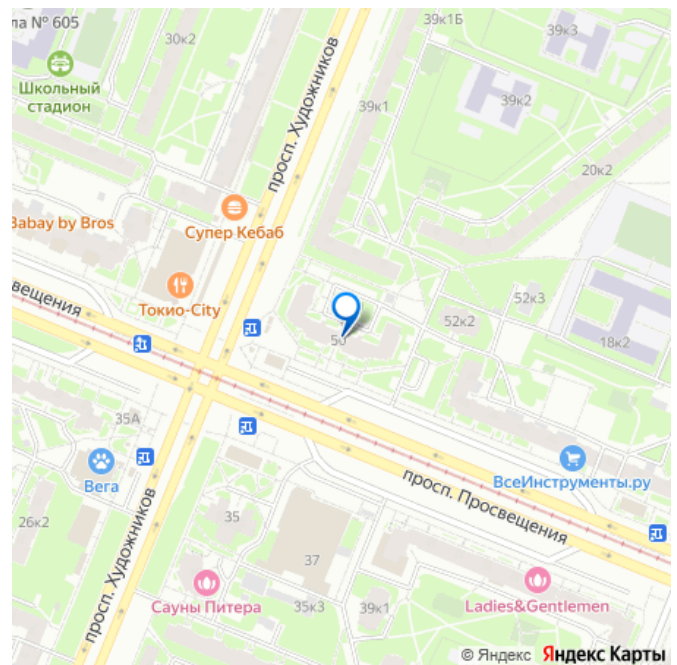 ла № 605
30к2
Школьный
стадион
просп. Художников
39к1Б
39к3
39к2
39к1
20к2
Babay by Bros
Супер Кебаб
Токио-City
вещения
50
52к2
52к3
18к2
35А
Вега
26к2
просп. Художников
35
37
просп. Просвещения
ВсеИнструменты.ру
Сауны Питера
35к3
39к1
Ladies&Gentlemen
© Яндекс Яндекс Карты